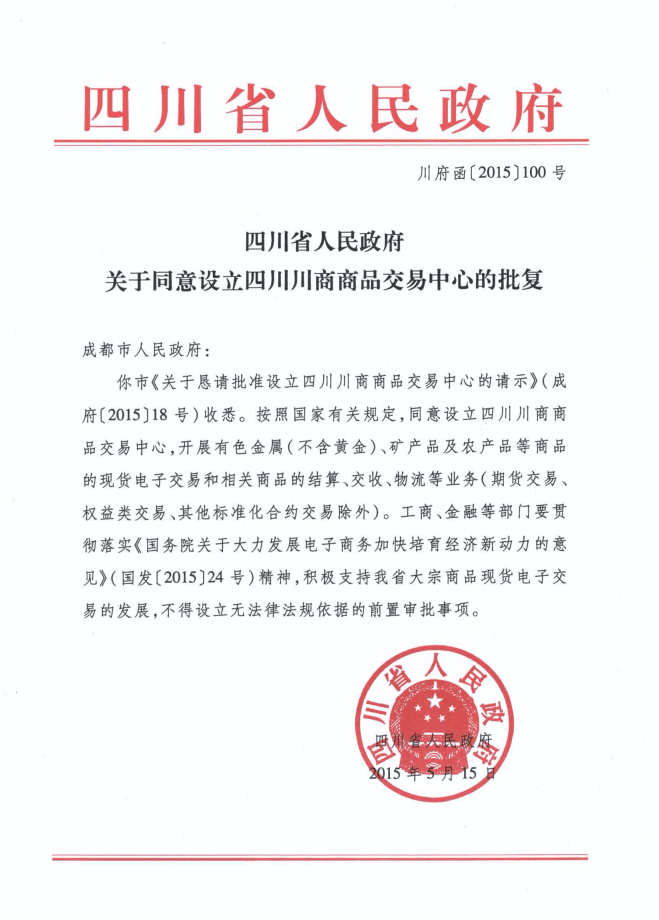 四川省人民政府
川府函〔2015〕100 号
四川省人民政府
关于同意设立四川川商商品交易中心的批复
成都市人民政府:
你市《关于恳请批准设立四川川商商品交易中心的请示》(成
府〔2015〕18 号)收悉。按照国家有关规定,同意设立四川川商商
品交易中心,开展有色金属(不含黄金)、矿产品及农产品等商品
的现货电子交易和相关商品的结算、交收、物流等业务(期货交易、
权益类交易、其他标准化合约交易除外)。工商、金融等部门要贯
彻落实《国务院关于大力发展电子商务加快培育经济新动力的意
见》(国发〔2015〕24 号)精神,积极支持我省大宗商品现货电子交
易的发展,不得设立无法律法规依据的前置审批事项。
四川省人民政府
四川省人民政府
2015 年 5 月 15 日